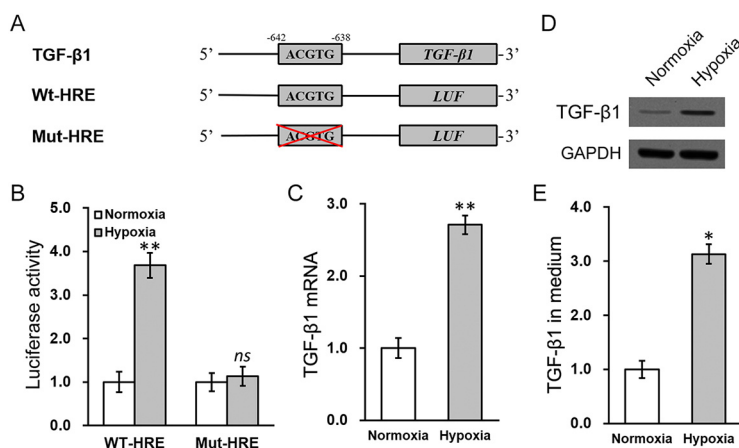 A
-642 -638
TGF-β1 5’ ACGTG TGF-β1 -3’
Wt-HRE 5’ ACGTG LUF -3’
Mut-HRE 5’ ACGTG LUF -3’
D
Normoxia Hypoxia
TGF-β1
GAPDH
B
Luciferase activity
5.0
4.0
3.0
2.0
1.0
0.0
Normoxia
Hypoxia
**
ns
WT-HRE Mut-HRE
C
TGF-β1 mRNA
3.0
2.0
1.0
0.0
**
Normoxia Hypoxia
E
TGF-β1 in medium
4.0
3.0
2.0
1.0
0.0
*
Normoxia Hypoxia